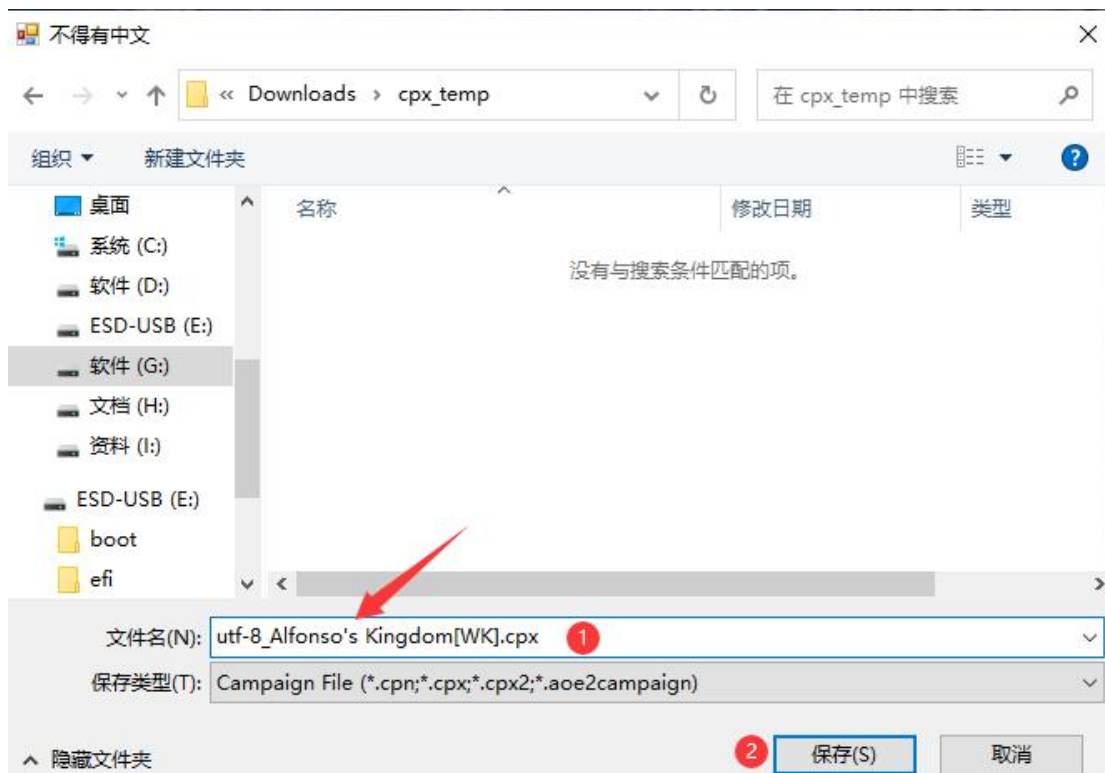 不得有中文
« Downloads › cpx_temp
在 cpx_temp 中搜索
组织
新建文件夹
?
名称
修改日期
类型
桌面
系统 (C:)
软件 (D:)
ESD-USB (E:)
软件 (G:)
文档 (H:)
资料 (I:)
ESD-USB (E:)
boot
efi
没有与搜索条件匹配的项。
文件名(N): utf-8_Alfonso's Kingdom[WK].cpx 1
保存类型(T): Campaign File (*.cpn;*.cpx;*.cpx2;*.aoe2campaign)
隐藏文件夹
2 保存(S) 取消